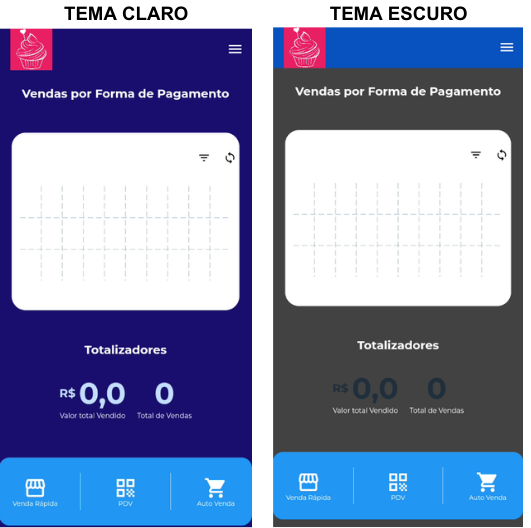 TEMA CLARO
Vendas por Forma de Pagamento
Totalizadores
R$ 0,0 0
Valor total Vendido Total de Vendas
Venda Rápida PDV Auto Venda
TEMA ESCURO
Vendas por Forma de Pagamento
Totalizadores
R$ 0,0 0
Valor total Vendido Total de Vendas
Venda Rápida PDV Auto Venda